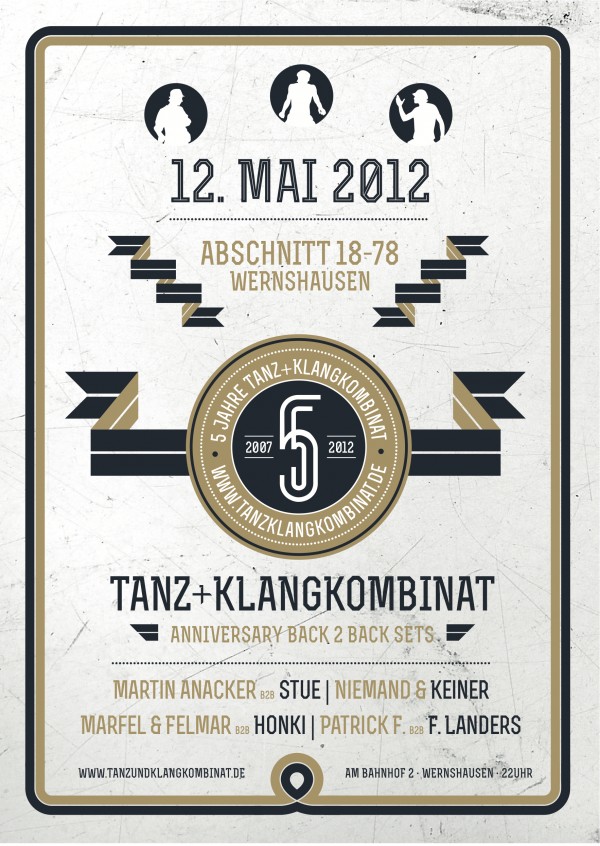 12. MAI 2012
ABSCHNITT 18-78
WERNSHAUSEN
5 JAHRE TANZ+KLANGKOMBINAT
2007 5 2012
WWW.TANZKLANGKOMBINAT.DE
TANZ+KLANGKOMBINAT
ANNIVERSARY BACK 2 BACK SETS
MARTIN ANACKER B2B STUE | NIEMAND & KEINER
MARFEL & FELMAR B2B HONKI | PATRICK F. B2B F. LANDERS
WWW.TANZUNDKLANGKOMBINAT.DE AM BAHNHOF 2 · WERNSHAUSEN · 22UHR